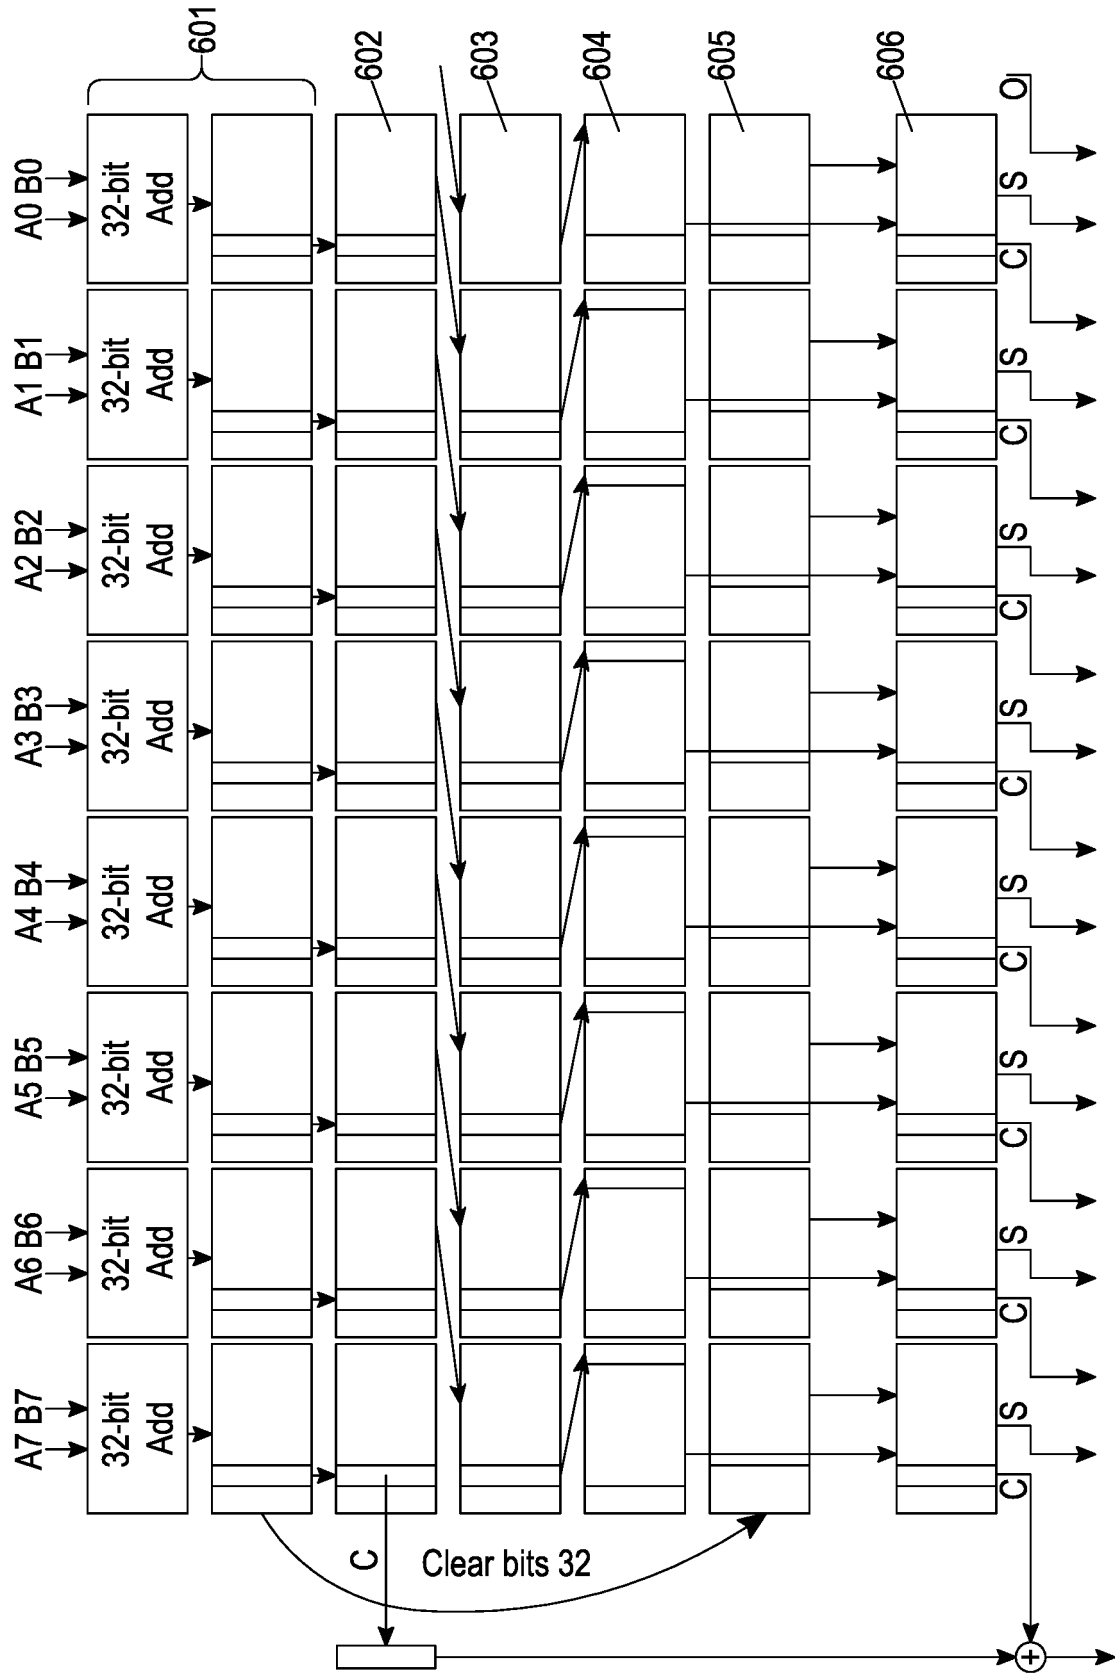 A7 B7
A6 B6
A5 B5
A4 B4
A3 B3
A2 B2
A1 B1
A0 B0
32-bit Add
32-bit Add
32-bit Add
32-bit Add
32-bit Add
32-bit Add
32-bit Add
32-bit Add
601
C
602
Clear bits 32
603
604
605
606
C
S
C
S
C
S
C
S
C
S
C
S
C
S
C
S
O
+